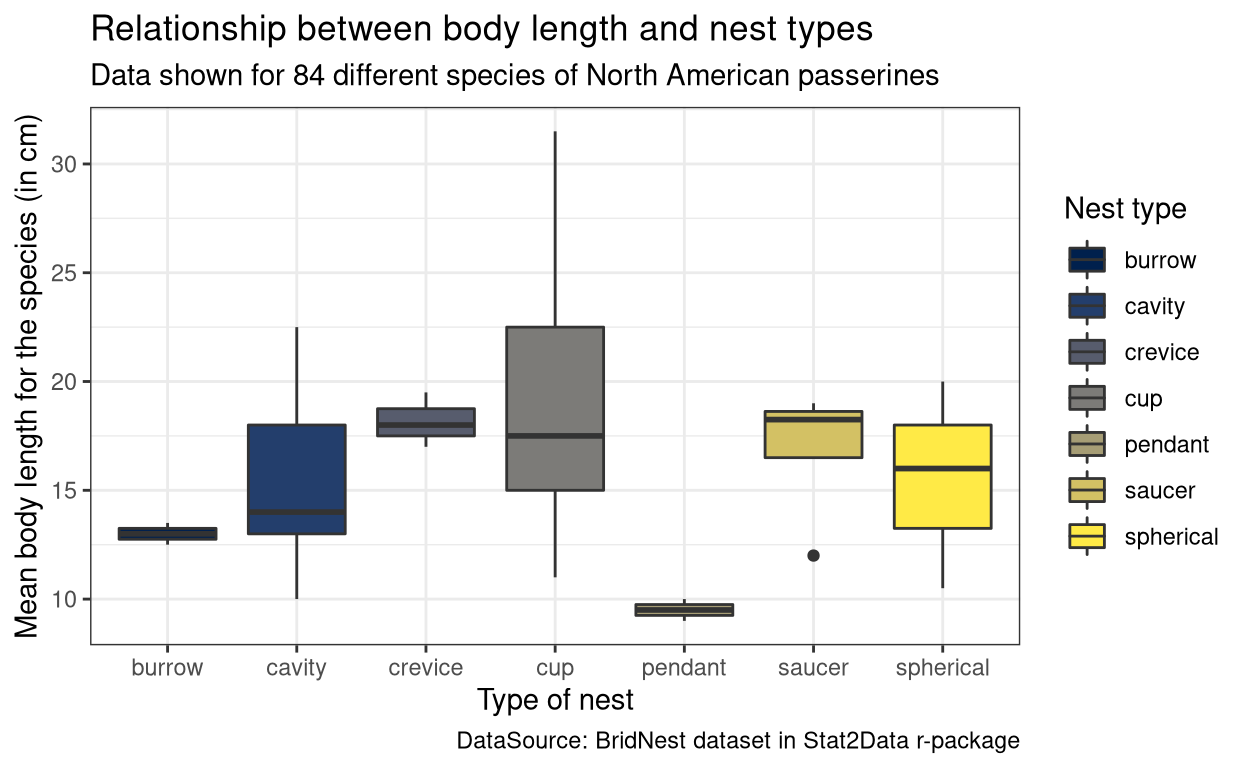 Relationship between body length and nest types
Data shown for 84 different species of North American passerines
Mean body length for the species (in cm)
30
25
20
15
10
burrow cavity crevice cup pendant saucer spherical
Type of nest
DataSource: BridNest dataset in Stat2Data r-package
Nest type
burrow
cavity
crevice
cup
pendant
saucer
spherical